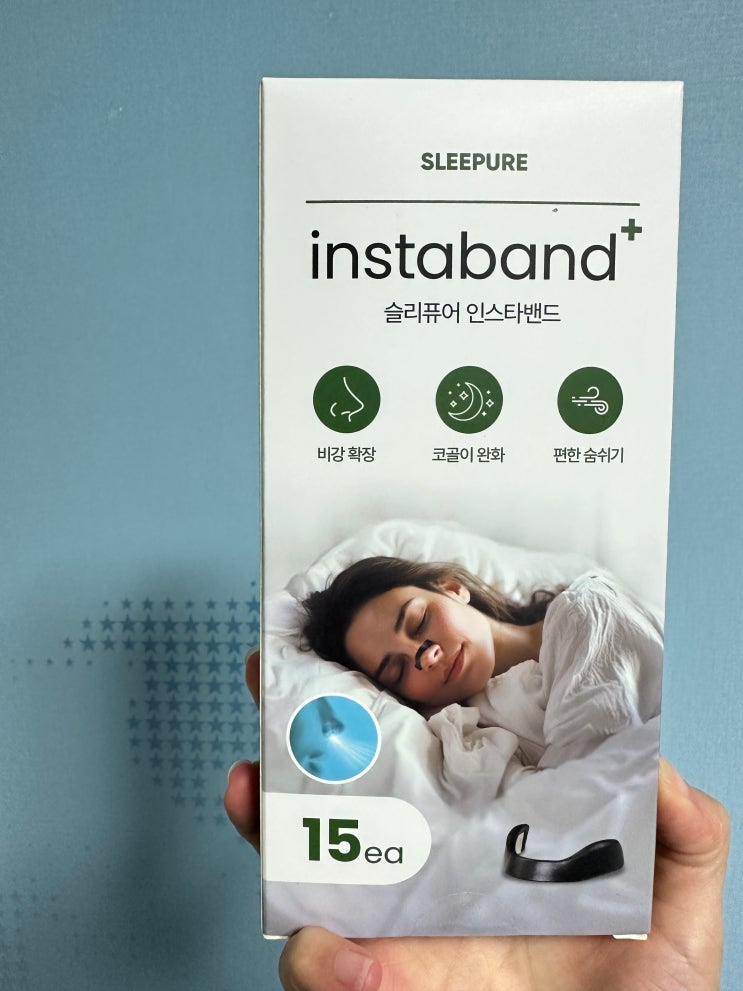 SLEEPURE
instaband+
슬리퓨어 인스타밴드
비강 확장
코골이 완화
편한 숨쉬기
15ea